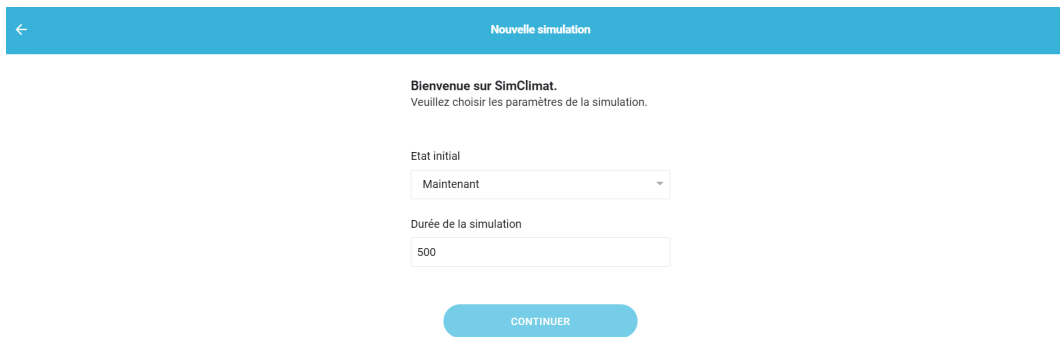 Nouvelle simulation
Bienvenue sur SimClimat.
Veuillez choisir les paramètres de la simulation.
Etat initial
Maintenant
Durée de la simulation
500
CONTINUER